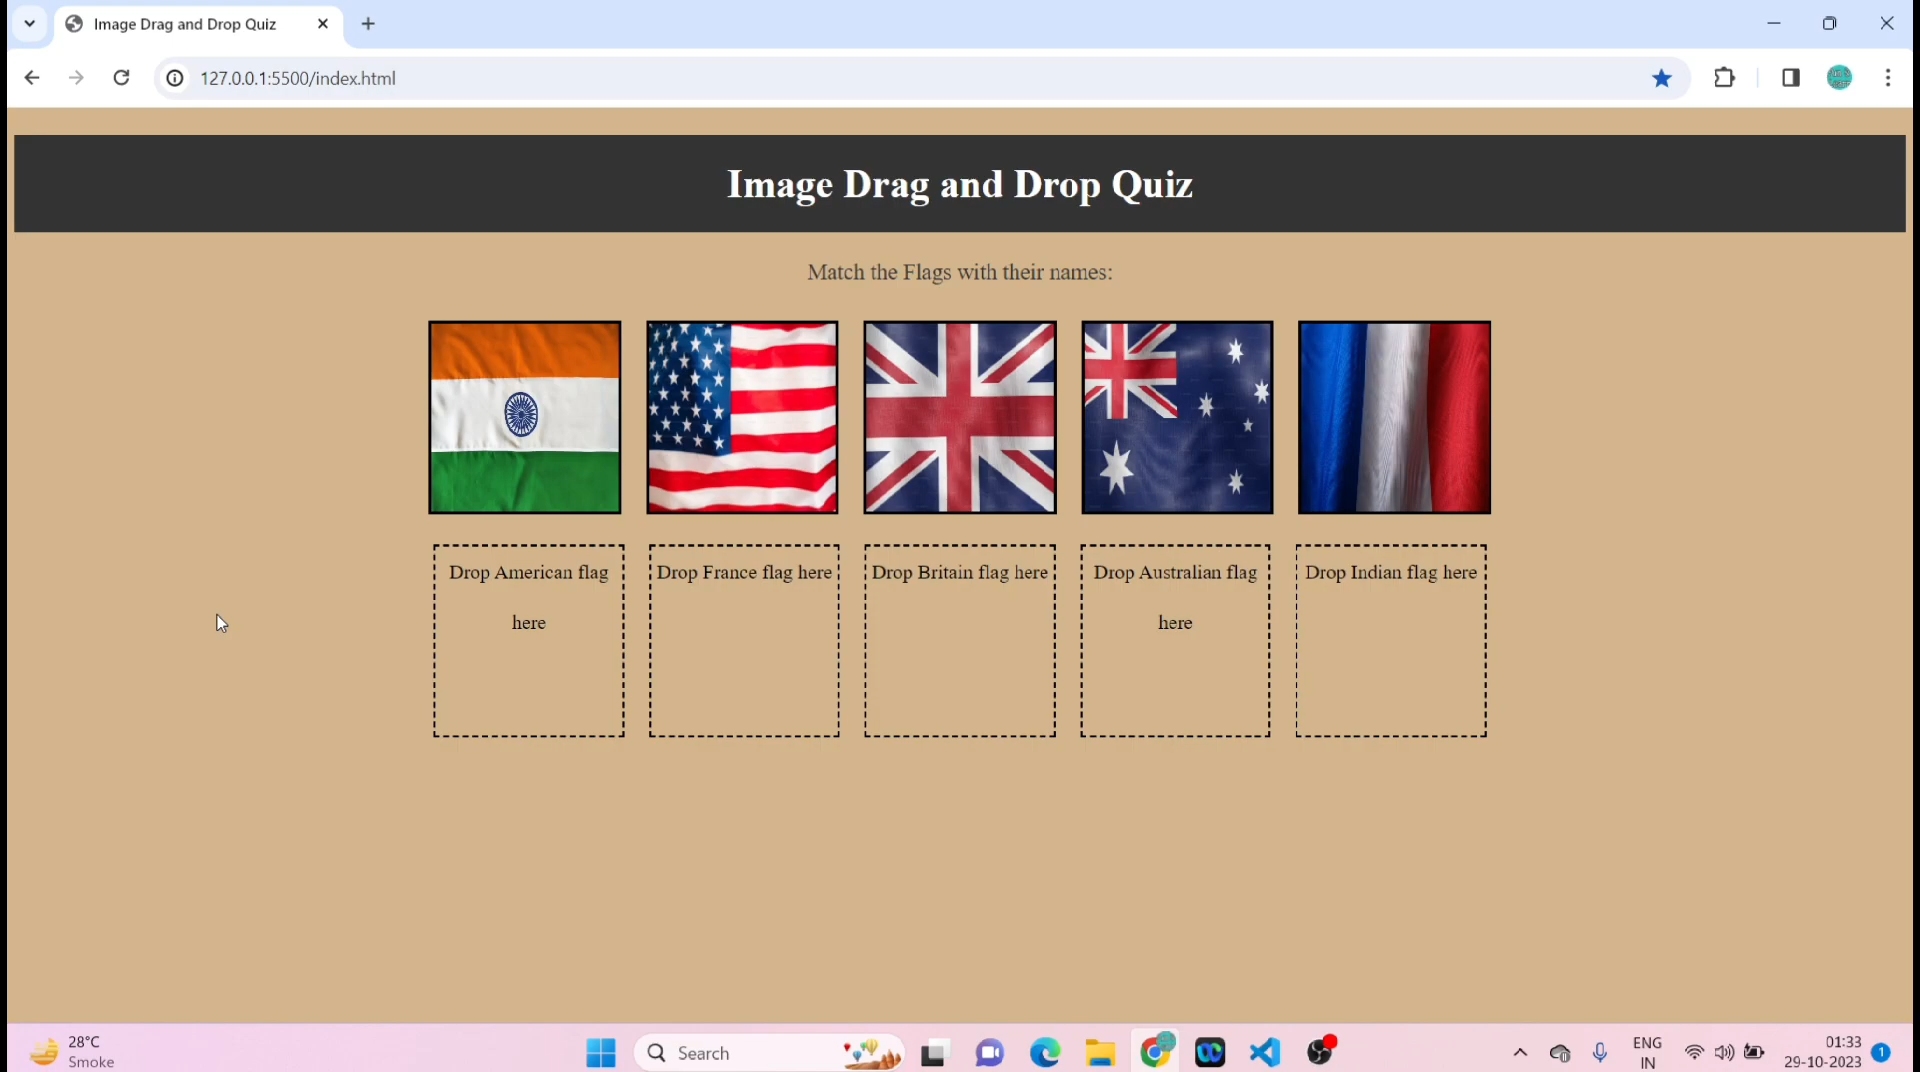 Image Drag and Drop Quiz
127.0.0.1:5500/index.html
Image Drag and Drop Quiz
Match the Flags with their names:
Drop American flag
here
Drop France flag here
Drop Britain flag here
Drop Australian flag
here
Drop Indian flag here
28°C
Smoke
Search
ENG
IN
01:33
29-10-2023
1